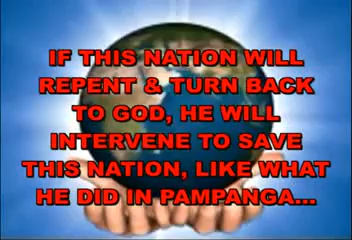 IF THIS NATION WILL
REPENT & TURN BACK
TO GOD, HE WILL
INTERVENE TO SAVE
THIS NATION, LIKE WHAT
HE DID IN PAMPANGA...